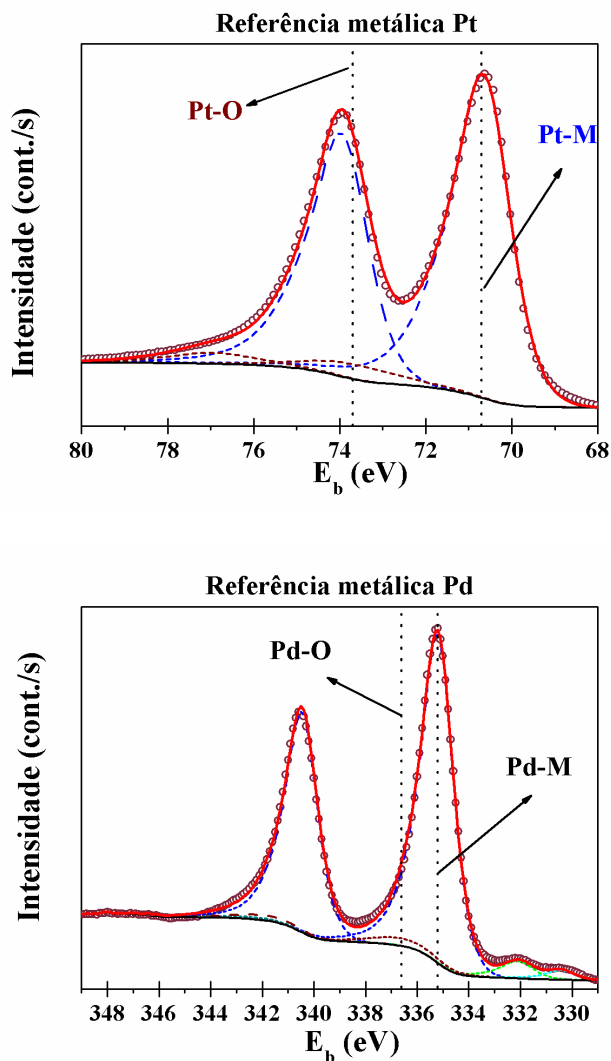 Referência metálica Pt
Pt-O
Pt-M
Intensidade (cont./s)
80 78 76 74 72 70 68
E_b (eV)
Referência metálica Pd
Pd-O
Pd-M
Intensidade (cont./s)
348 346 344 342 340 338 336 334 332 330
E_b (eV)